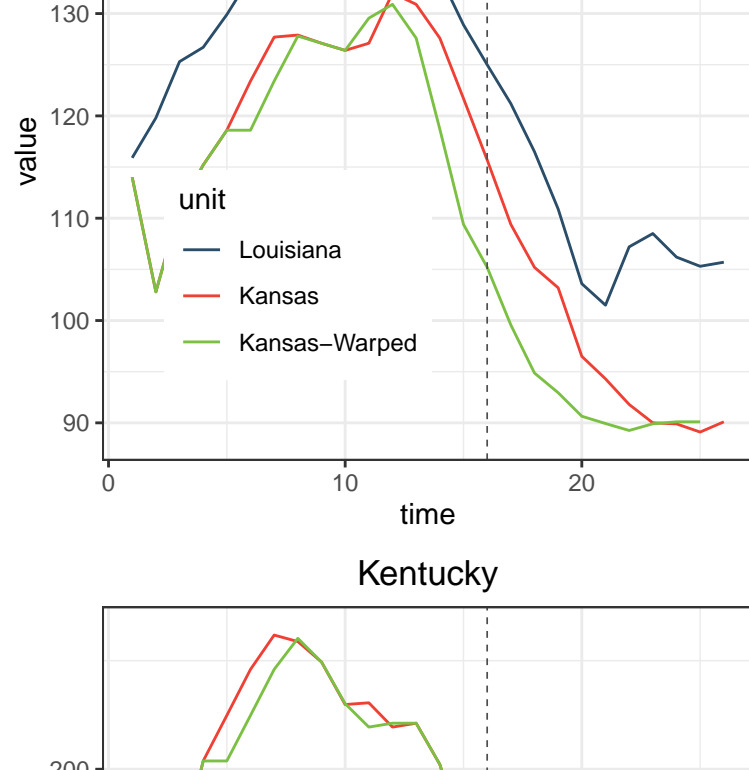 130
120
110
100
90
value
unit
Louisiana
Kansas
Kansas−Warped
0 10 20
time
Kentucky
200